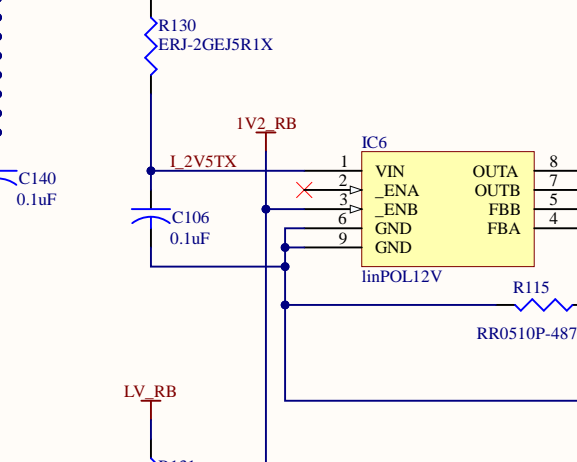 R130
ERJ-2GEJ5R1X
1V2_RB
IC6
I_2V5TX
1 VIN OUTA 8
2 _ENA OUTB 7
3 _ENB FBB 5
6 GND FBA 4
9 GND
linPOL12V
C140
0.1uF
C106
0.1uF
R115
RR0510P-487
LV_RB